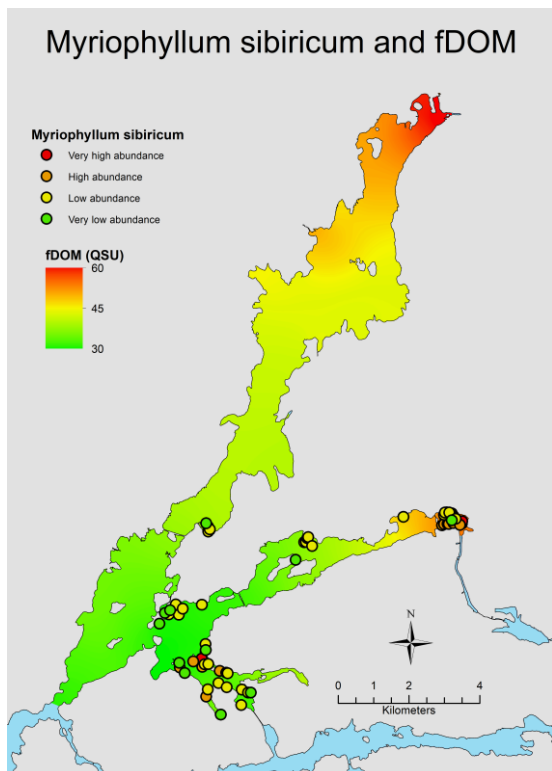 Myriophyllum sibiricum and fDOM
Myriophyllum sibiricum
Very high abundance
High abundance
Low abundance
Very low abundance
fDOM (QSU)
60
45
30
N
0 1 2 4
Kilometers